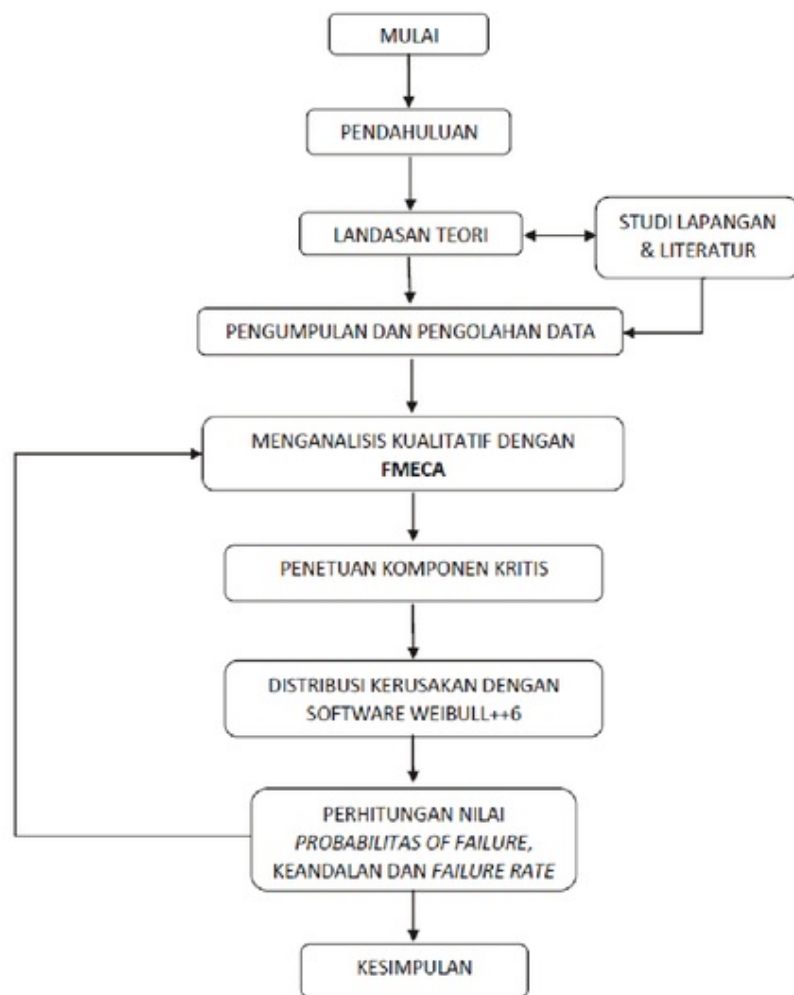 MULAI
PENDAHULUAN
LANDASAN TEORI
STUDI LAPANGAN
& LITERATUR
PENGUMPULAN DAN PENGOLAHAN DATA
MENGANALISIS KUALITATIF DENGAN
FMECA
PENETUAN KOMPONEN KRITIS
DISTRIBUSI KERUSAKAN DENGAN
SOFTWARE WEIBULL++6
PERHITUNGAN NILAI
PROBABILITAS OF FAILURE,
KEANDALAN DAN FAILURE RATE
KESIMPULAN